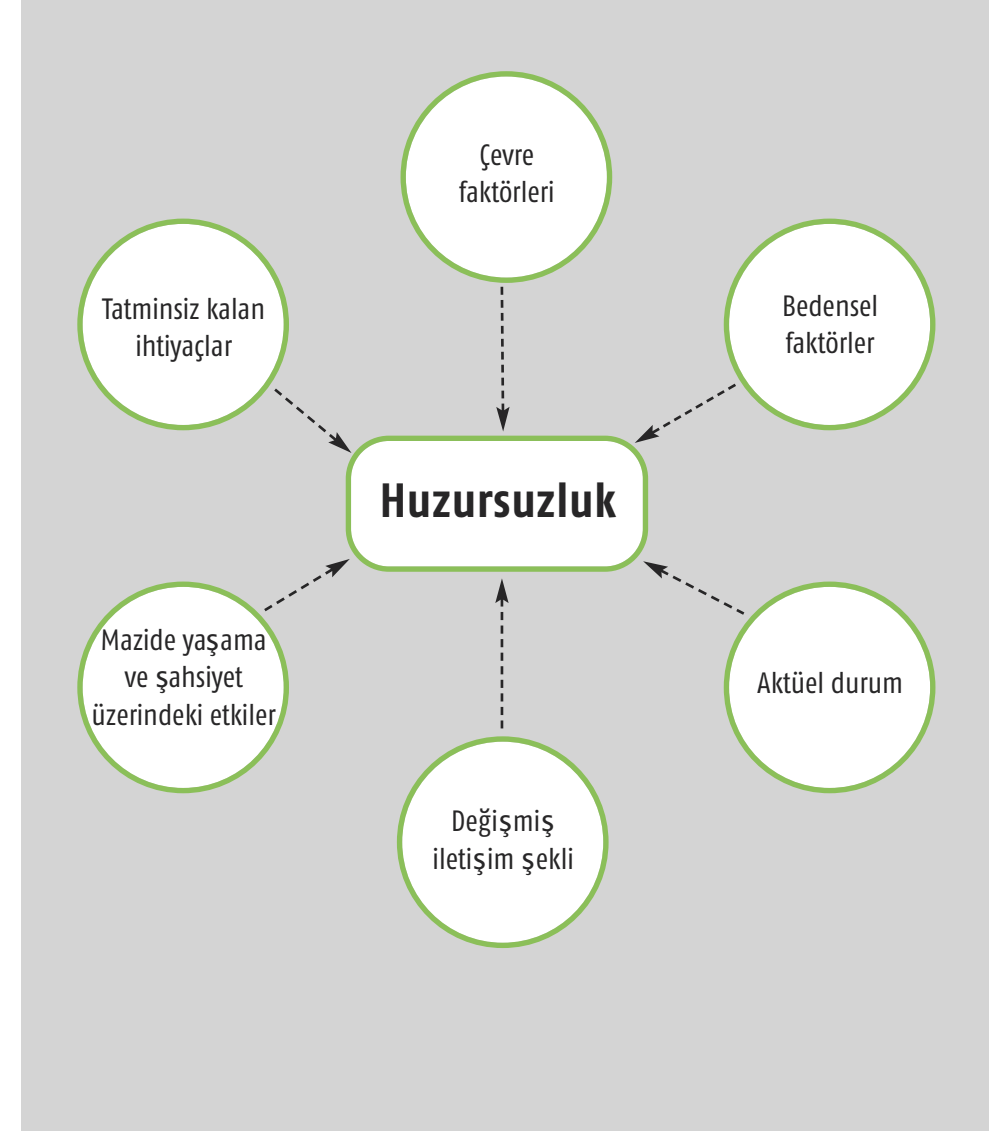 Çevre
faktörleri
Tatminsiz kalan
ihtiyaçlar
Bedensel
faktörler
Huzursuzluk
Mazide yaşama
ve şahsiyet
üzerindeki etkiler
Aktüel durum
Değişmiş
iletişim şekli